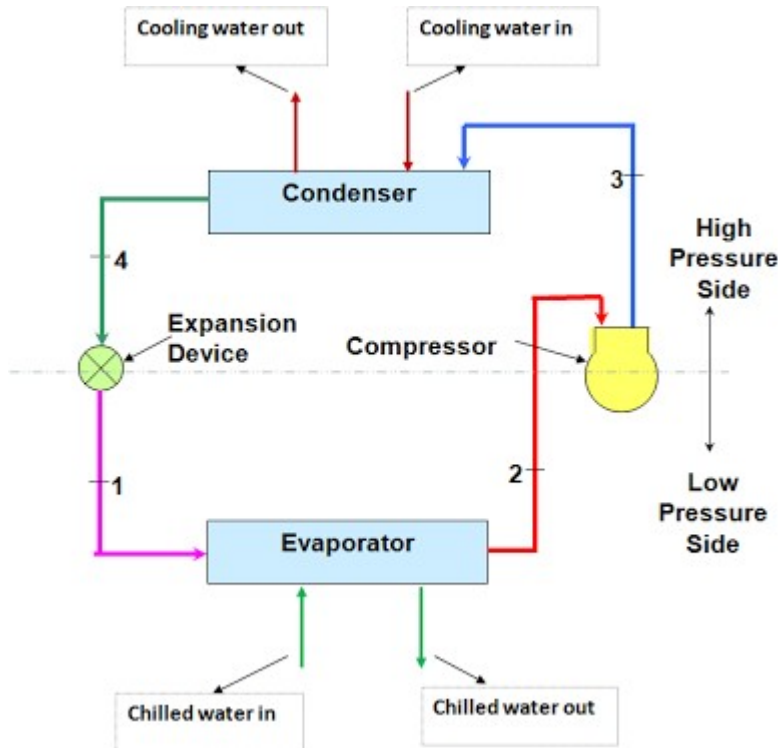 Cooling water out
Cooling water in
Condenser
3
High
Pressure
Side
4
Expansion
Device
Compressor
1
2
Low
Pressure
Side
Evaporator
Chilled water in
Chilled water out